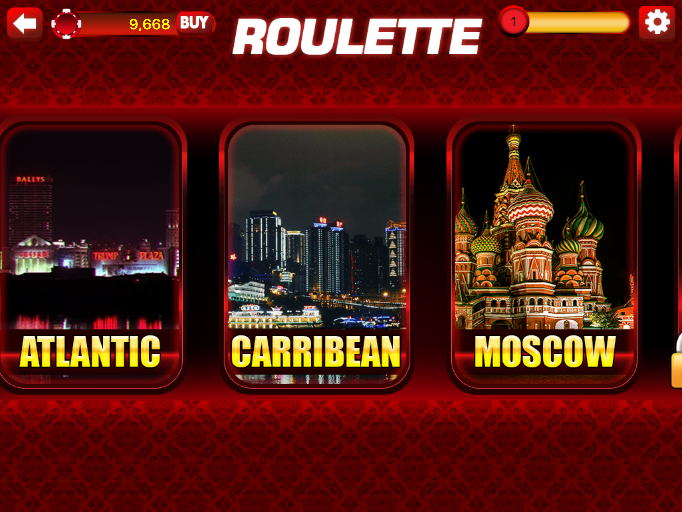 9,668 BUY
ROULETTE
1
BALLYS
TRUMP PLAZA
ATLANTIC
CARRIBEAN
MOSCOW